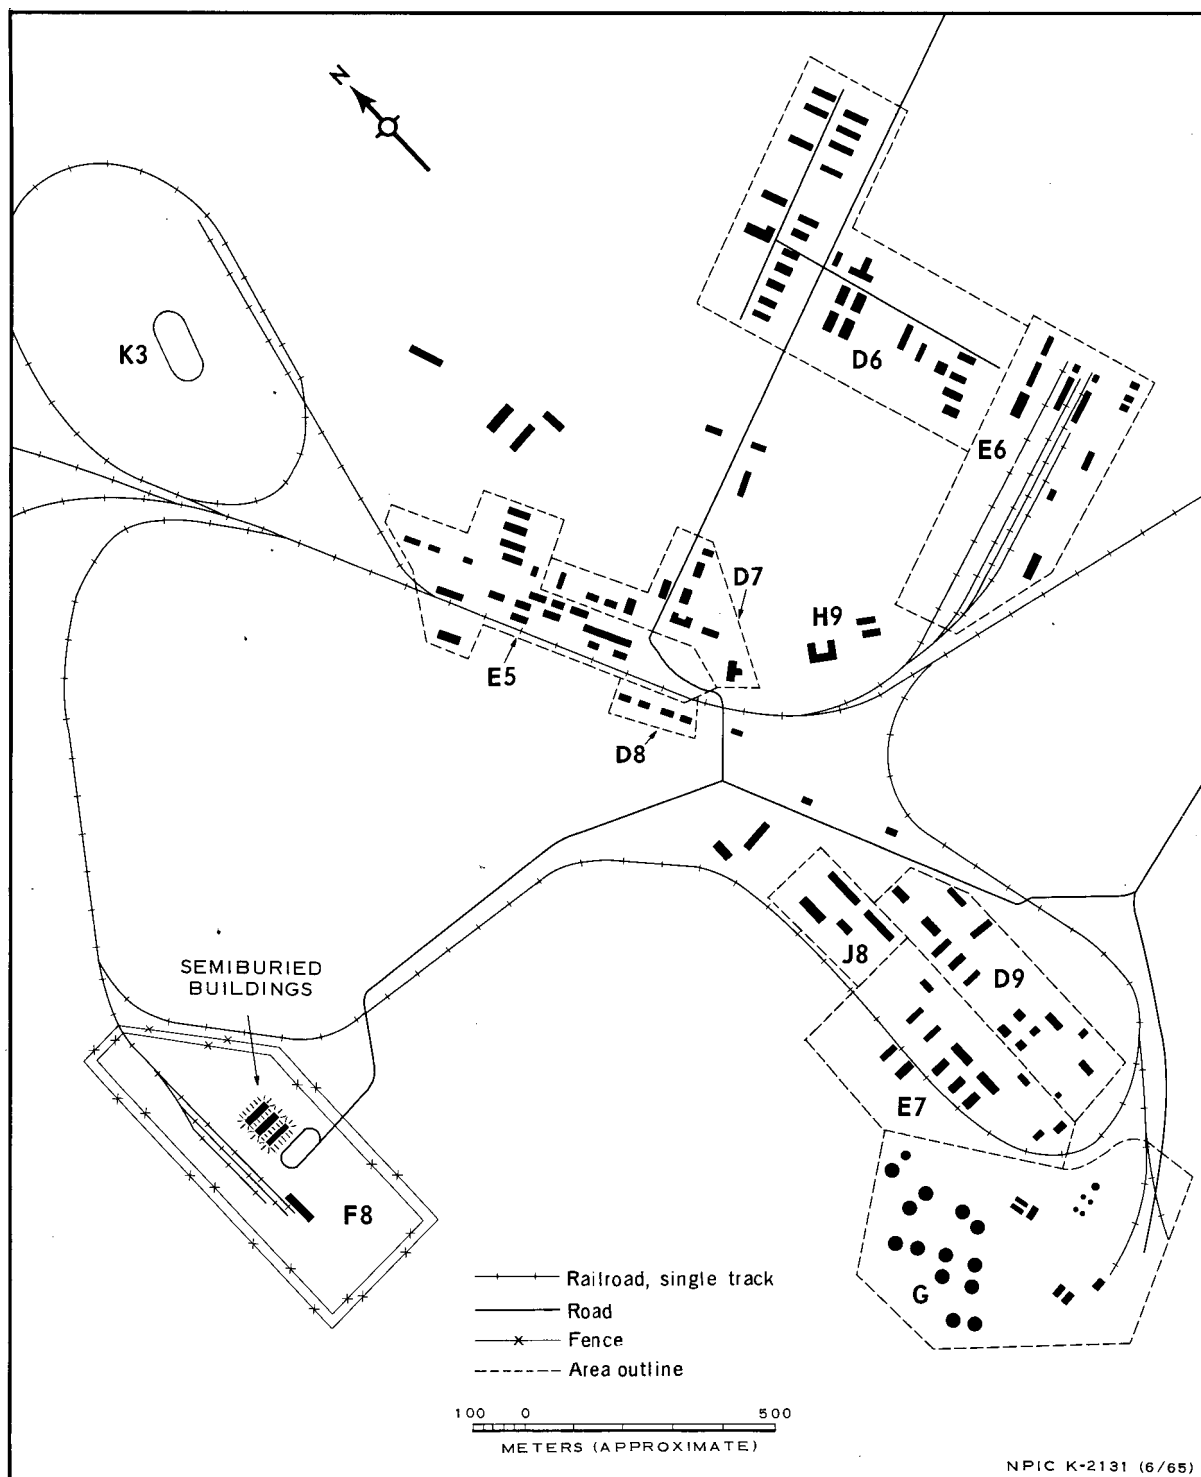 N
K3
D6
E6
D7
H9
E5
D8
J8
D9
SEMIBURIED
BUILDINGS
E7
F8
G
Railroad, single track
Road
Fence
Area outline
100 0 500
METERS (APPROXIMATE)
NPIC K-2131 (6/65)